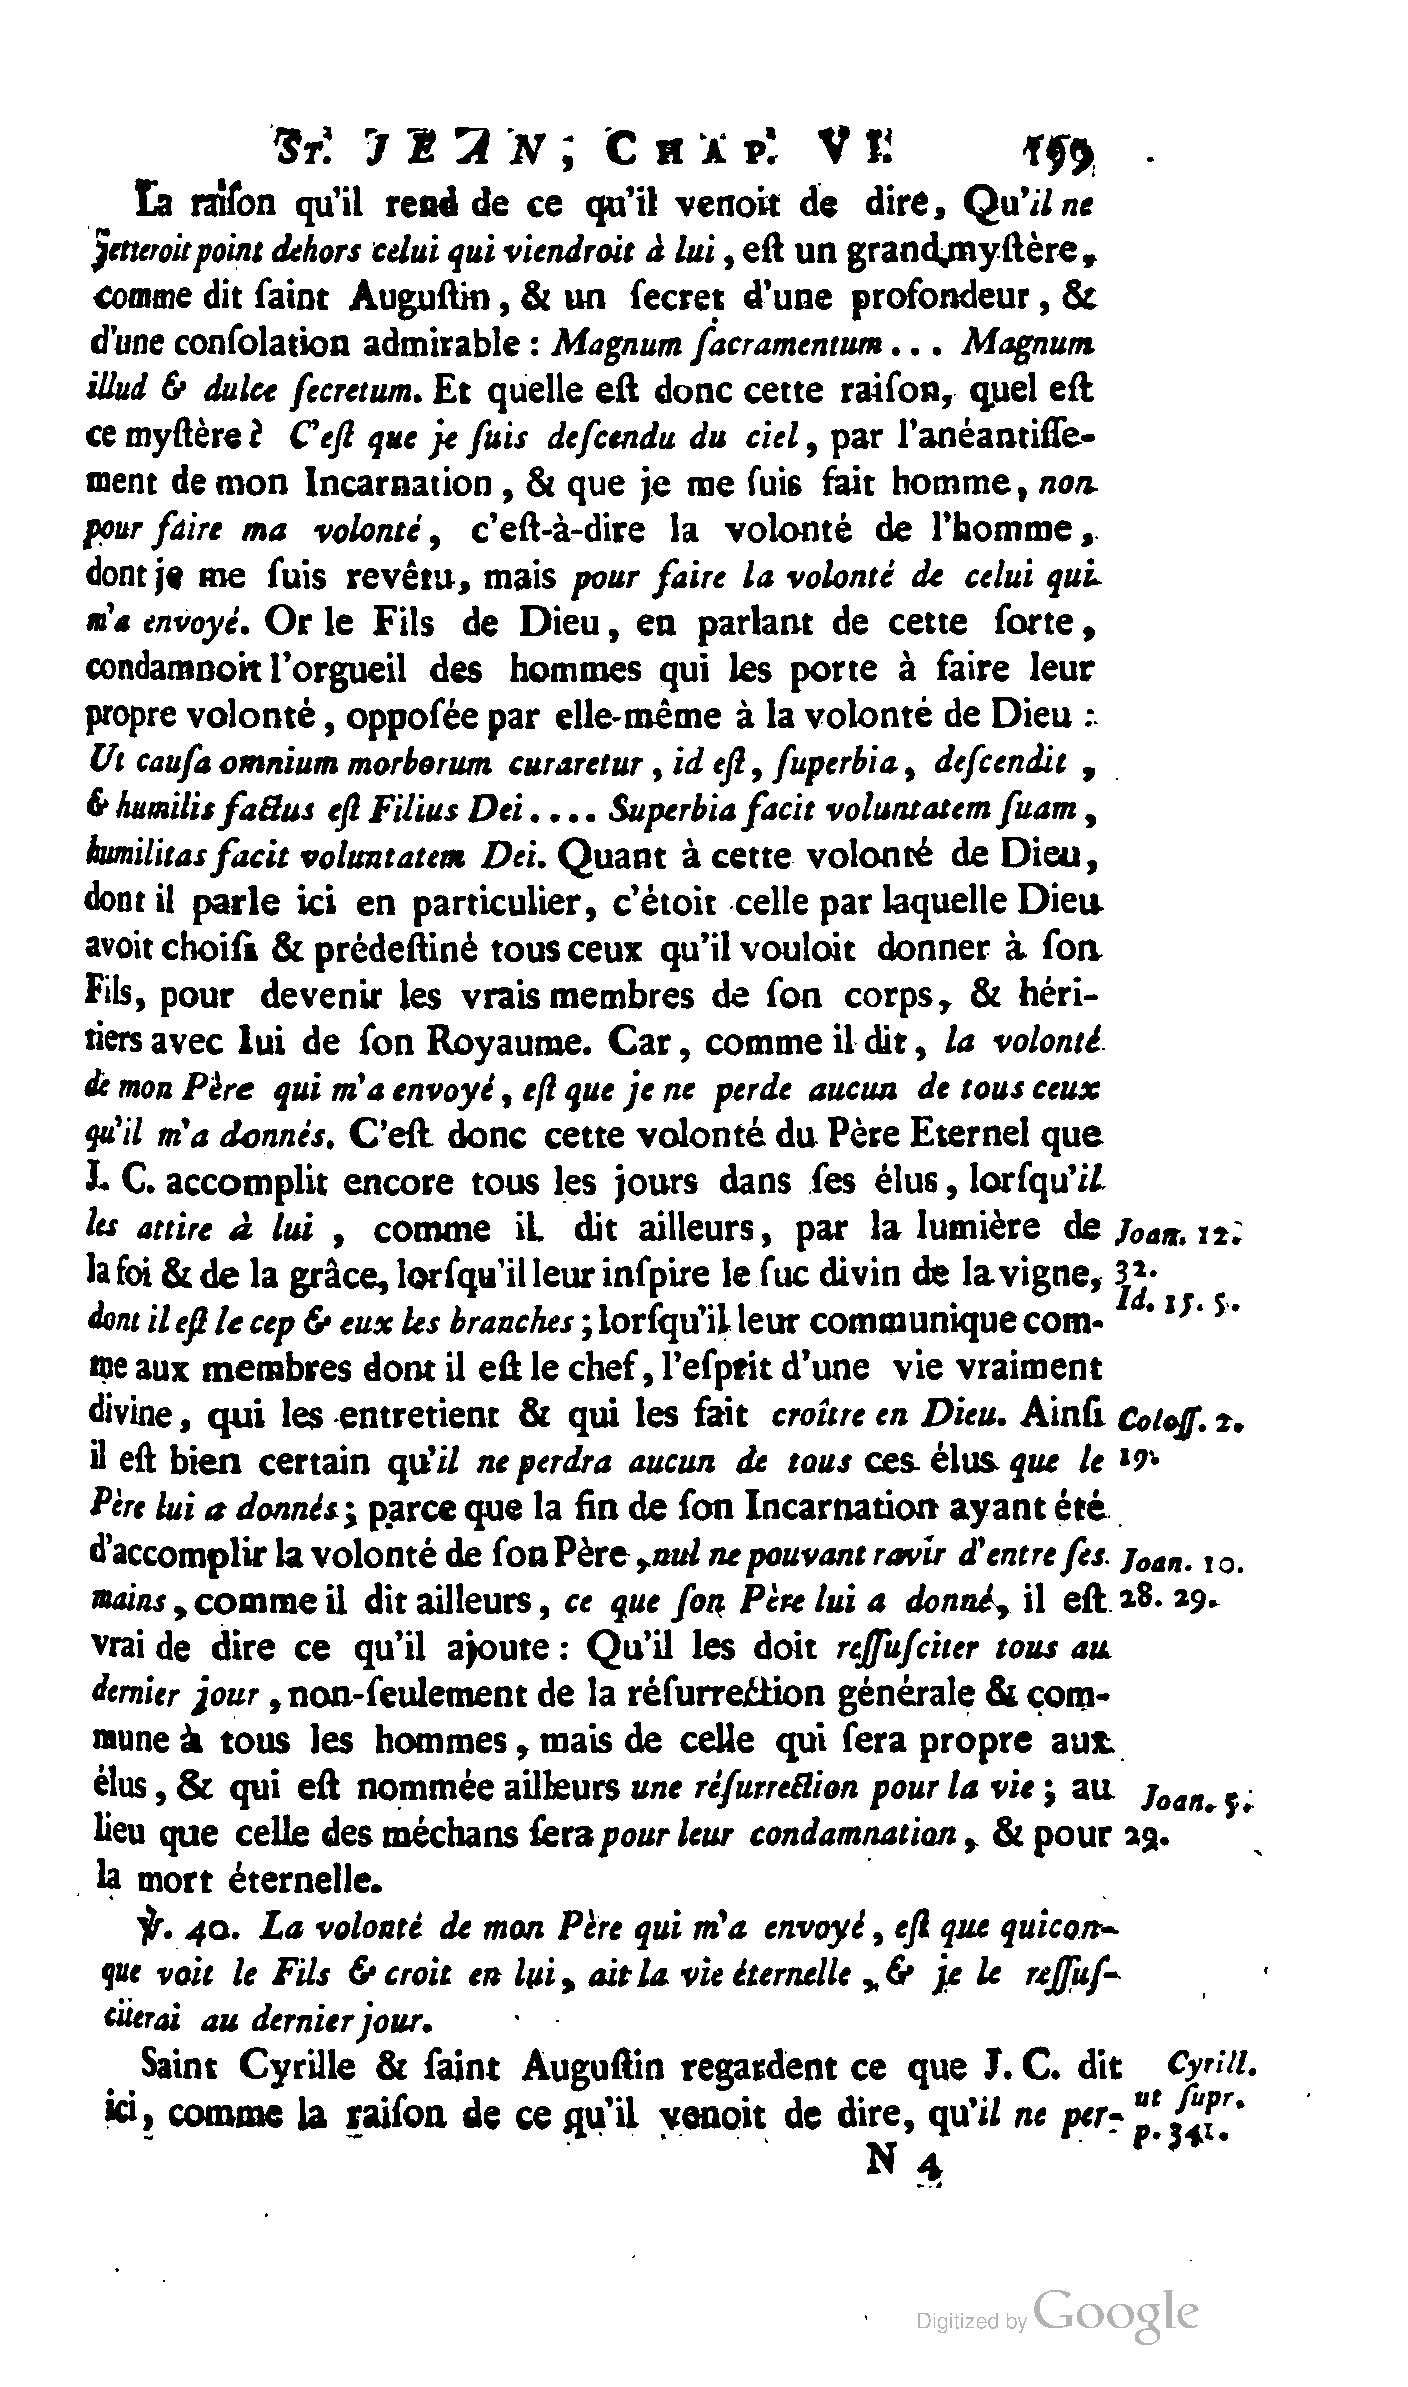 St. JEAN, CHAP. VI. 199
La raiſon qu'il rend de ce qu'il venoit de dire, Qu'il ne
jetteroit point dehors celui qui viendroit à lui, eſt un grand myſtère,
comme dit ſaint Auguſtin, & un ſecret d'une profondeur, &
d'une conſolation admirable : Magnum ſacramentum... Magnum
illud & dulce ſecretum. Et quelle eſt donc cette raiſon, quel eſt
ce myſtère ? C'eſt que je ſuis deſcendu du ciel, par l'anéantiſſe-
ment de mon Incarnation, & que je me ſuis fait homme, non
pour faire ma volonté, c'eſt-à-dire la volonté de l'homme,
dont je me ſuis revêtu, mais pour faire la volonté de celui qui
m'a envoyé. Or le Fils de Dieu, en parlant de cette ſorte,
condamnoit l'orgueil des hommes qui les porte à faire leur
propre volonté, oppoſée par elle-même à la volonté de Dieu :
Ut cauſa omnium morborum curaretur, id eſt, ſuperbia, deſcendit,
& humilis factus eſt Filius Dei.... Superbia facit voluntatem ſuam,
humilitas facit voluntatem Dei. Quant à cette volonté de Dieu,
dont il parle ici en particulier, c'étoit celle par laquelle Dieu
avoit choiſi & prédeſtiné tous ceux qu'il vouloit donner à ſon
Fils, pour devenir les vrais membres de ſon corps, & héri-
tiers avec lui de ſon Royaume. Car, comme il dit, la volonté
de mon Père qui m'a envoyé, eſt que je ne perde aucun de tous ceux
qu'il m'a donnés. C'eſt donc cette volonté du Père Eternel que
J. C. accomplit encore tous les jours dans ſes élus, lorſqu'il
les attire à lui, comme il dit ailleurs, par la lumière de Joan. 12.
la foi & de la grâce, lorſqu'il leur inſpire le ſuc divin de la vigne, 32.
Id. 15. 5.
dont il eſt le cep & eux les branches ; lorſqu'il leur communique com-
me aux membres dont il eſt le chef, l'eſprit d'une vie vraiment
divine, qui les entretient & qui les fait croître en Dieu. Ainſi Coloſſ. 2.
il eſt bien certain qu'il ne perdra aucun de tous ces élus que le 19.
Père lui a donnés ; parce que la fin de ſon Incarnation ayant été
d'accomplir la volonté de ſon Père, nul ne pouvant ravir d'entre ſes Joan. 10.
mains, comme il dit ailleurs, ce que ſon Père lui a donné, il eſt 28. 29.
vrai de dire ce qu'il ajoute : Qu'il les doit reſſuſciter tous au
dernier jour, non-ſeulement de la réſurrection générale & com-
mune à tous les hommes, mais de celle qui ſera propre aux
élus, & qui eſt nommée ailleurs une réſurrection pour la vie ; au Joan. 5.
lieu que celle des méchans ſera pour leur condamnation, & pour 29.
la mort éternelle.
℣. 40. La volonté de mon Père qui m'a envoyé, eſt que quicon-
que voit le Fils & croit en lui, ait la vie éternelle, & je le reſſuſ-
citerai au dernier jour.
Saint Cyrille & ſaint Auguſtin regardent ce que J. C. dit Cyrill.
ici, comme la raiſon de ce qu'il venoit de dire, qu'il ne per- ut ſupr.
p. 341.
N 4
Digitized by Google